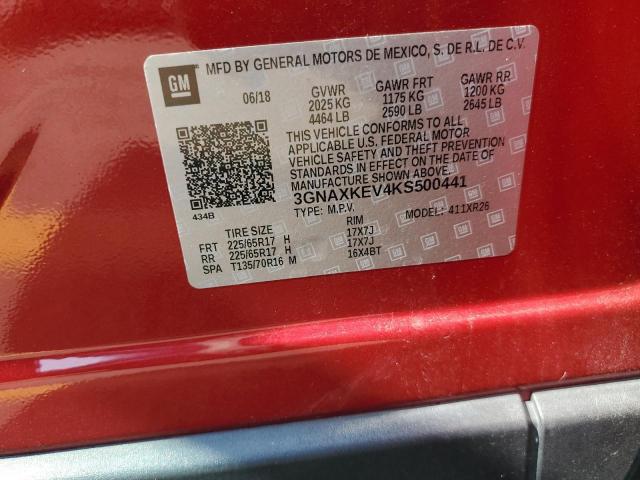 GM
MFD BY GENERAL MOTORS DE MEXICO, S. DE R.L. DE C.V.
06/18 GVWR GAWR FRT GAWR RR
2025 KG 1175 KG 1200 KG
4464 LB 2590 LB 2645 LB
THIS VEHICLE CONFORMS TO ALL
APPLICABLE U.S. FEDERAL MOTOR
VEHICLE SAFETY AND THEFT PREVENTION
STANDARDS IN EFFECT ON THE DATE OF
MANUFACTURE SHOWN ABOVE.
3GNAXKEV4KS500441
434B
TYPE: M.P.V. MODEL: 411XR26
TIRE SIZE RIM
FRT 225/65R17 H 17X7J
RR 225/65R17 H 17X7J
SPA T135/70R16 M 16X4BT